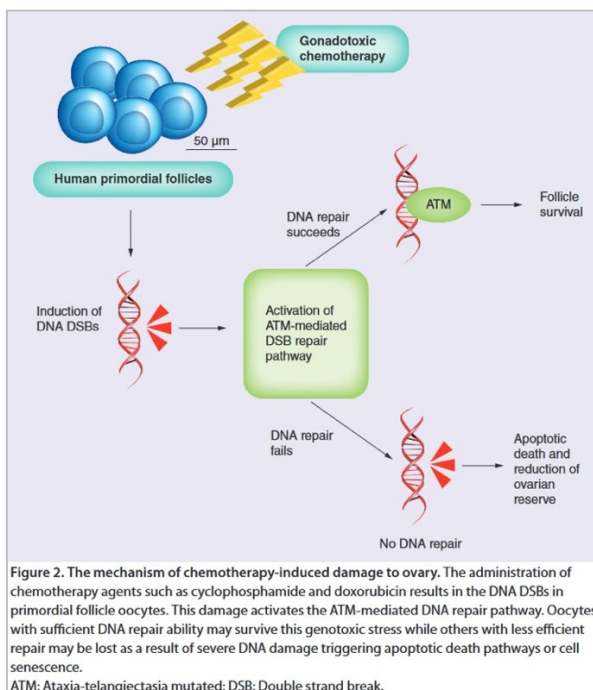 Gonadotoxic
chemotherapy
50 µm
Human primordial follicles
Induction of
DNA DSBs
Activation of
ATM-mediated
DSB repair
pathway
DNA repair
succeeds
ATM
Follicle
survival
DNA repair
fails
No DNA repair
Apoptotic
death and
reduction of
ovarian
reserve
Figure 2. The mechanism of chemotherapy-induced damage to ovary. The administration of
chemotherapy agents such as cyclophosphamide and doxorubicin results in the DNA DSBs in
primordial follicle oocytes. This damage activates the ATM-mediated DNA repair pathway. Oocytes
with sufficient DNA repair ability may survive this genotoxic stress while others with less efficient
repair may be lost as a result of severe DNA damage triggering apoptotic death pathways or cell
senescence.
ATM: Ataxia-telangiectasia mutated; DSB: Double strand break.